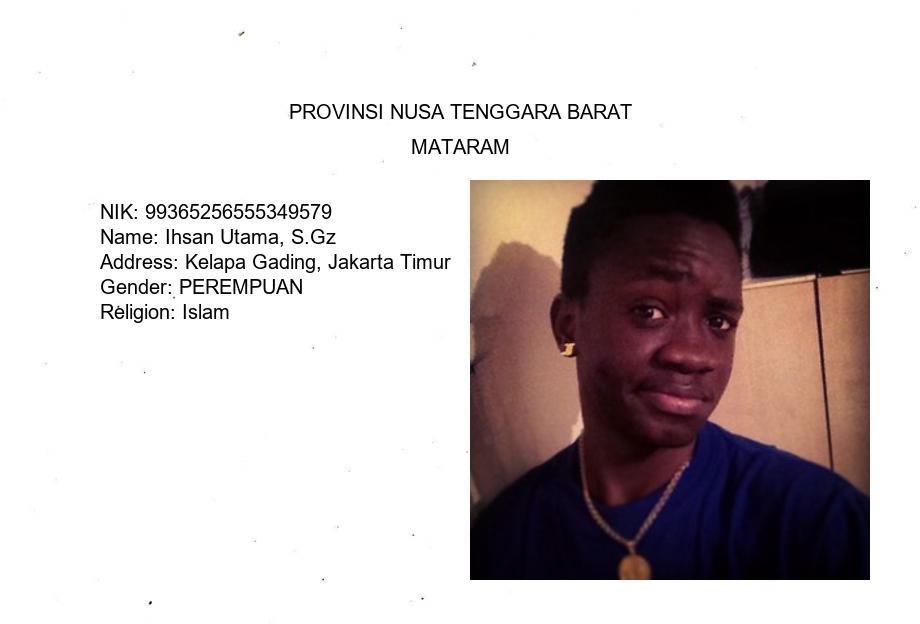 PROVINSI NUSA TENGGARA BARAT
MATARAM
NIK: 99365256555349579
Name: Ihsan Utama, S.Gz
Address: Kelapa Gading, Jakarta Timur
Gender: PEREMPUAN
Religion: Islam